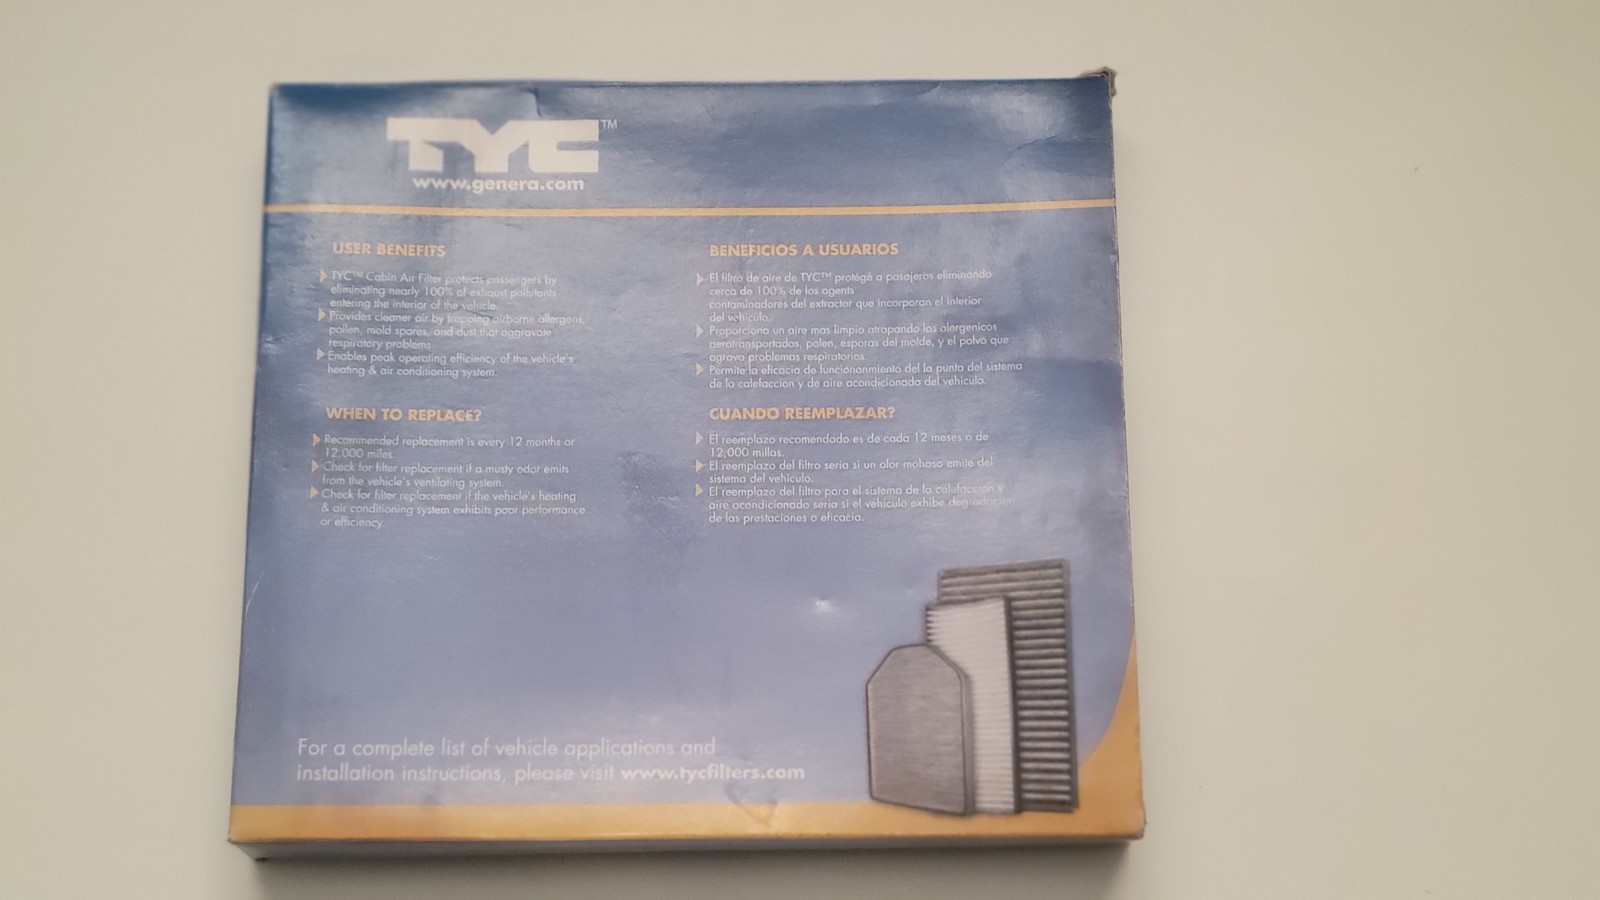 TYC™
www.genera.com
USER BENEFITS
TYC™ Cabin Air Filter protects passengers by
eliminating nearly 100% of exhaust pollutants
entering the interior of the vehicle.
Provides cleaner air by trapping airborne allergens,
pollen, mold spores, and dust that aggravate
respiratory problems.
Enables peak operating efficiency of the vehicle's
heating & air conditioning system.
WHEN TO REPLACE?
Recommended replacement is every 12 months or
12,000 miles.
Check for filter replacement if a musty odor emits
from the vehicle's ventilating system.
Check for filter replacement if the vehicle's heating
& air conditioning system exhibits poor performance
or efficiency.
BENEFICIOS A USUARIOS
El filtro de aire de TYC™ protégé a pasajeros eliminando
cerca de 100% de los agents
contaminadores del extractor que incorporan el interior
del vehiculo.
Proporciona un aire mas limpio atrapando los alergenicos
aerotransportados, polen, esporas del molde, y el polvo que
agrava problemas respiratorios.
Permite la eficacia de funcionanmiento del la punta del sistema
de la calefaccion y de aire acondicionado del vehiculo.
CUANDO REEMPLAZAR?
El reemplazo recomendado es de cada 12 meses o de
12,000 millas.
El reemplazo del filtro seria si un olor mohoso emite del
sistema del vehiculo.
El reemplazo del filtro para el sistema de la calefaccion y
aire acondicionado seria si el vehiculo exhibe degradacion
de las prestaciones o eficacia.
For a complete list of vehicle applications and
installation instructions, please visit www.tycfilters.com